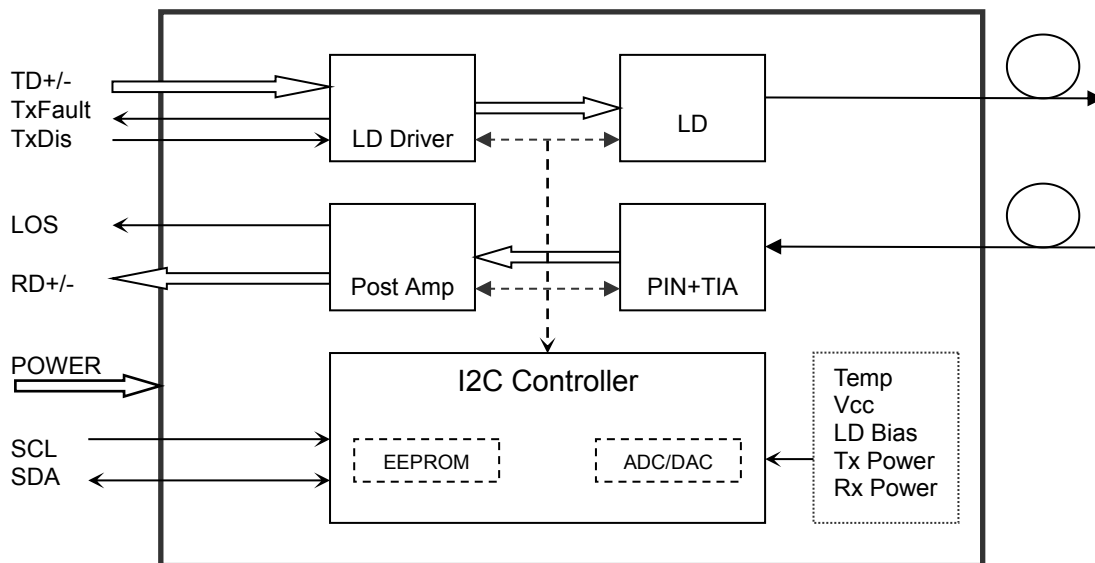 TD+/-
TxFault
TxDis
LD Driver
LD
LOS
RD+/-
Post Amp
PIN+TIA
POWER
SCL
SDA
I2C Controller
EEPROM
ADC/DAC
Temp
Vcc
LD Bias
Tx Power
Rx Power